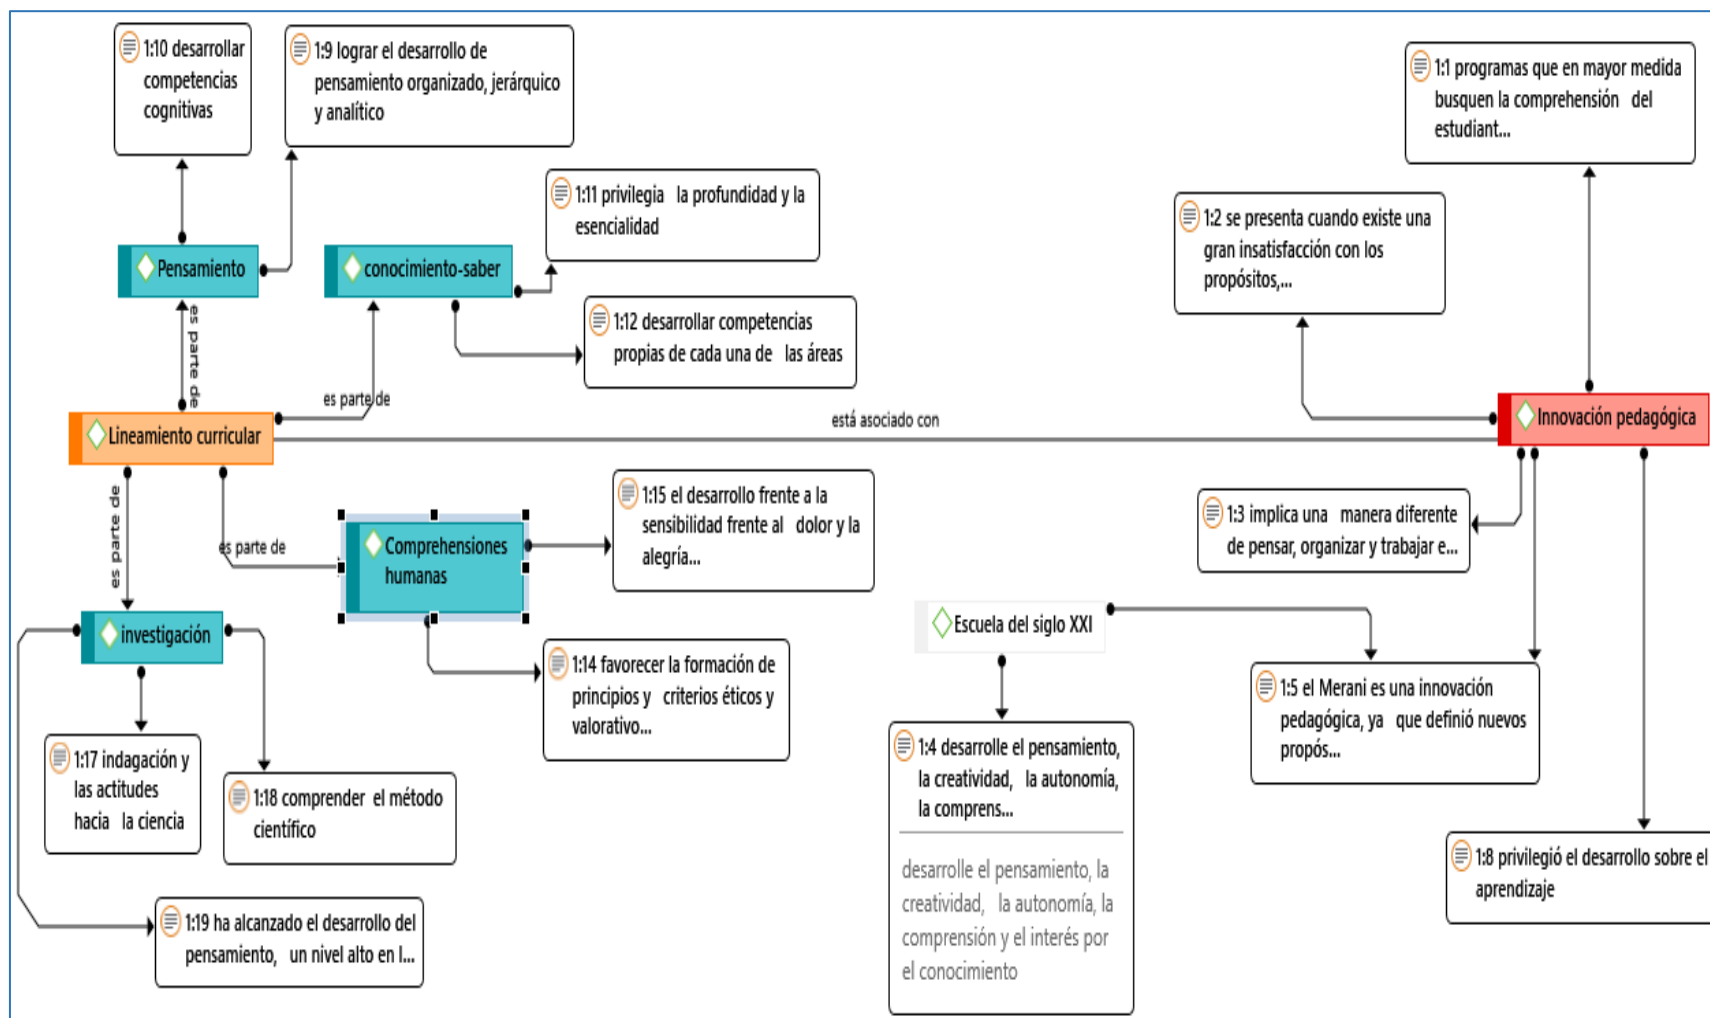 1:10 desarrollar
competencias
cognitivas
1:9 lograr el desarrollo de
pensamiento organizado, jerárquico
y analítico
1:1 programas que en mayor medida
busquen la comprehensión del
estudiant...
1:11 privilegia la profundidad y la
esencialidad
1:2 se presenta cuando existe una
gran insatisfacción con los
propósitos,...
Pensamiento
conocimiento-saber
1:12 desarrollar competencias
propias de cada una de las áreas
es parte de
es parte de
está asociado con
Innovación pedagógica
Lineamiento curricular
1:15 el desarrollo frente a la
sensibilidad frente al dolor y la
alegría...
1:3 implica una manera diferente
de pensar, organizar y trabajar e...
es parte de
es parte de
Comprehensiones
humanas
investigación
Escuela del siglo XXI
1:14 favorecer la formación de
principios y criterios éticos y
valorativo...
1:5 el Merani es una innovación
pedagógica, ya que definió nuevos
propós...
1:17 indagación y
las actitudes
hacia la ciencia
1:18 comprender el método
científico
1:4 desarrolle el pensamiento,
la creatividad, la autonomía,
la comprens...
desarrolle el pensamiento, la
creatividad, la autonomía, la
comprensión y el interés por
el conocimiento
1:8 privilegió el desarrollo sobre el
aprendizaje
1:19 ha alcanzado el desarrollo del
pensamiento, un nivel alto en l...